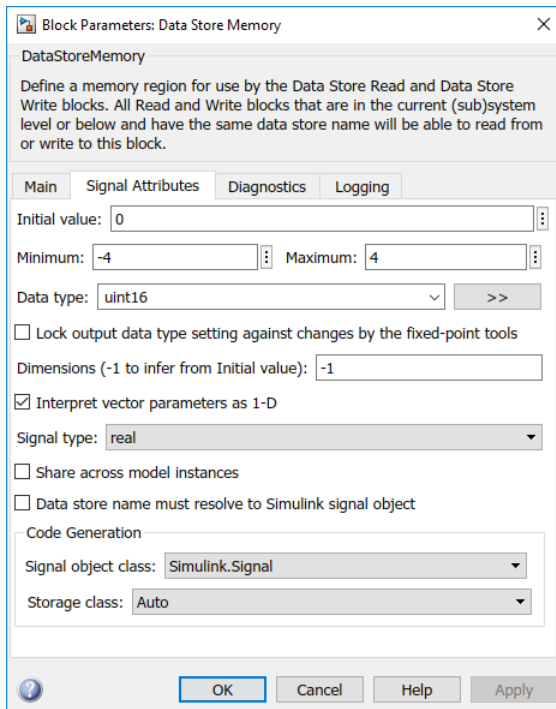 Block Parameters: Data Store Memory
DataStoreMemory
Define a memory region for use by the Data Store Read and Data Store
Write blocks. All Read and Write blocks that are in the current (sub)system
level or below and have the same data store name will be able to read from
or write to this block.
Main Signal Attributes Diagnostics Logging
Initial value: 0
Minimum: -4 Maximum: 4
Data type: uint16 >>
Lock output data type setting against changes by the fixed-point tools
Dimensions (-1 to infer from Initial value): -1
Interpret vector parameters as 1-D
Signal type: real
Share across model instances
Data store name must resolve to Simulink signal object
Code Generation
Signal object class: Simulink.Signal
Storage class: Auto
OK Cancel Help Apply